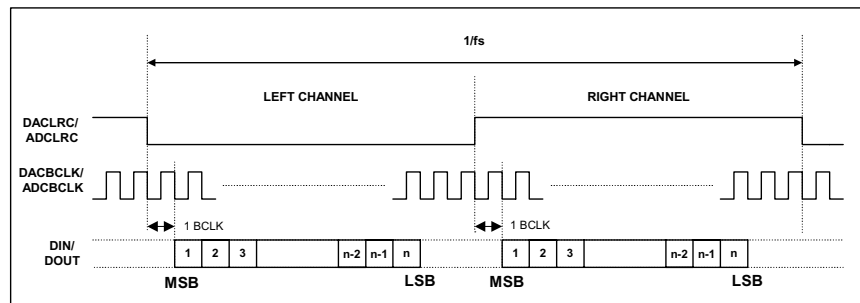 1/fs
LEFT CHANNEL
RIGHT CHANNEL
DACLRC/
ADCLRC
DACBCLK/
ADCBCLK
1 BCLK
1 BCLK
DIN/
DOUT
1 2 3 n-2 n-1 n 1 2 3 n-2 n-1 n
MSB LSB MSB LSB